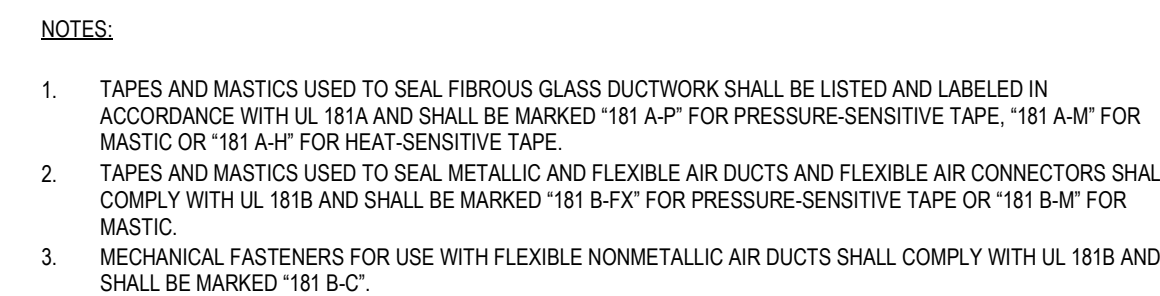 NOTES:
1. TAPES AND MASTICS USED TO SEAL FIBROUS GLASS DUCTWORK SHALL BE LISTED AND LABELED IN
ACCORDANCE WITH UL 181A AND SHALL BE MARKED “181 A-P” FOR PRESSURE-SENSITIVE TAPE, “181 A-M” FOR
MASTIC OR “181 A-H” FOR HEAT-SENSITIVE TAPE.
2. TAPES AND MASTICS USED TO SEAL METALLIC AND FLEXIBLE AIR DUCTS AND FLEXIBLE AIR CONNECTORS SHAL
COMPLY WITH UL 181B AND SHALL BE MARKED “181 B-FX” FOR PRESSURE-SENSITIVE TAPE OR “181 B-M” FOR
MASTIC.
3. MECHANICAL FASTENERS FOR USE WITH FLEXIBLE NONMETALLIC AIR DUCTS SHALL COMPLY WITH UL 181B AND
SHALL BE MARKED “181 B-C”.